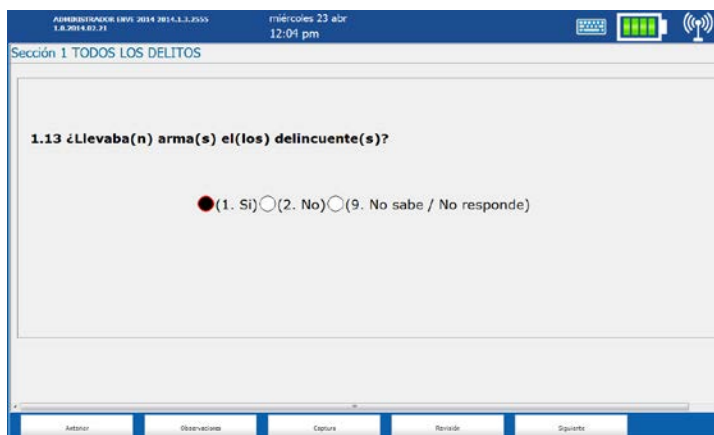 ADMINISTRADOR ENVE 2014 2014.1.3.2555
1.0.2014.02.21
miércoles 23 abr
12:04 pm
Sección 1 TODOS LOS DELITOS
1.13 ¿Llevaba(n) arma(s) el(los) delincuente(s)?
(1. Si) (2. No) (9. No sabe / No responde)
Anterior Observaciones Captura Revisión Siguiente